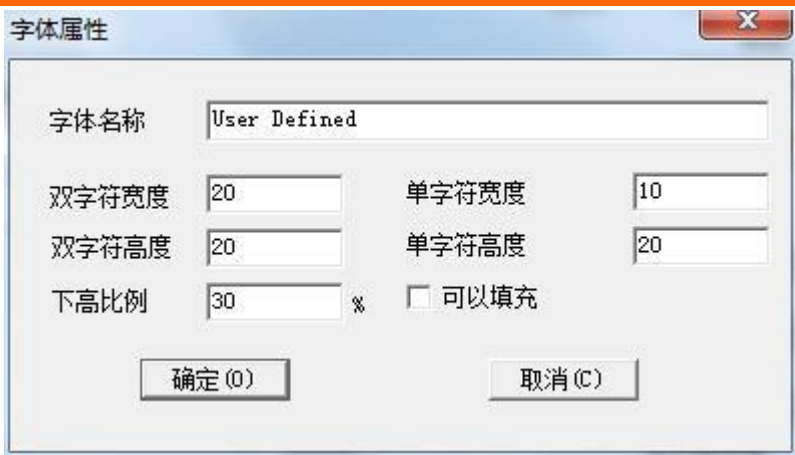 字体属性
字体名称 User Defined
双字符宽度 20 单字符宽度 10
双字符高度 20 单字符高度 20
下高比例 30 % 可以填充
确定(O) 取消(C)